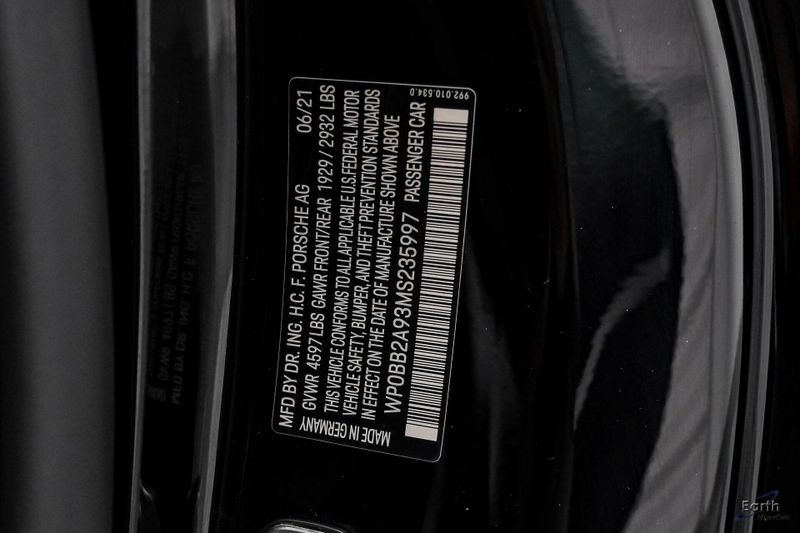 MFD BY DR. ING. H.C. F. PORSCHE AG 06/21
GVWR 4597 LBS GAWR FRONT/REAR 1929 / 2932 LBS
THIS VEHICLE CONFORMS TO ALL APPLICABLE U.S.FEDERAL MOTOR
VEHICLE SAFETY, BUMPER, AND THEFT PREVENTION STANDARDS
IN EFFECT ON THE DATE OF MANUFACTURE SHOWN ABOVE
WP0BB2A93MS235997 PASSENGER CAR
MADE IN GERMANY
992.010.534.0
Earth
MotorCars